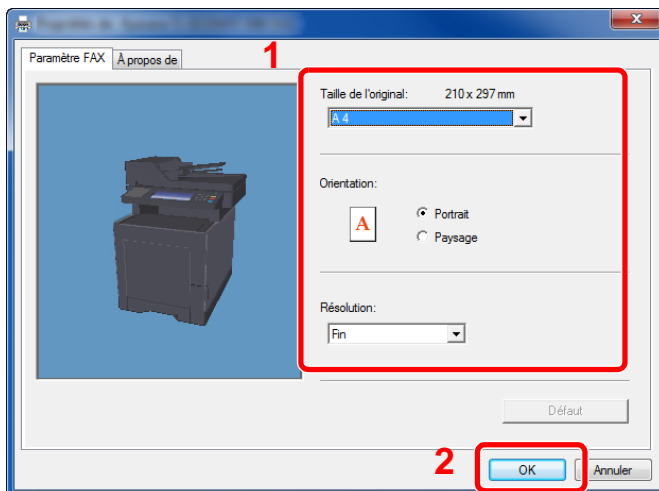 Paramètre FAX À propos de
1
Taille de l'original: 210 x 297 mm
A 4
Orientation:
A
Portrait
Paysage
Résolution:
Fin
Défaut
2
OK Annuler